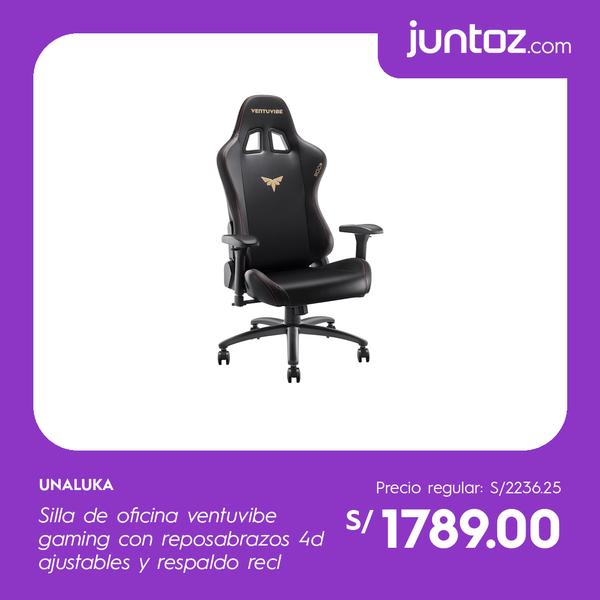 juntoz.com
VENTUVIBE
UNALUKA
Silla de oficina ventuvibe
gaming con reposabrazos 4d
ajustables y respaldo recl
Precio regular: S/2236.25
S/ 1789.00